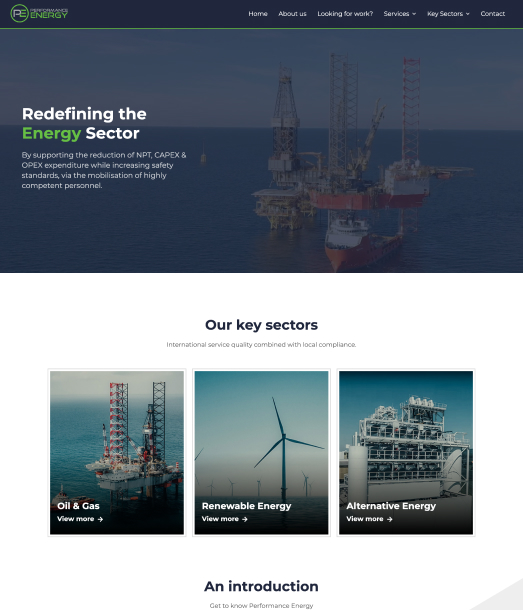 PE PERFORMANCE
ENERGY
Home About us Looking for work? Services Key Sectors Contact
Redefining the
Energy Sector
By supporting the reduction of NPT, CAPEX &
OPEX expenditure while increasing safety
standards, via the mobilisation of highly
competent personnel.
Our key sectors
International service quality combined with local compliance.
Oil & Gas
View more →
Renewable Energy
View more →
Alternative Energy
View more →
An introduction
Get to know Performance Energy